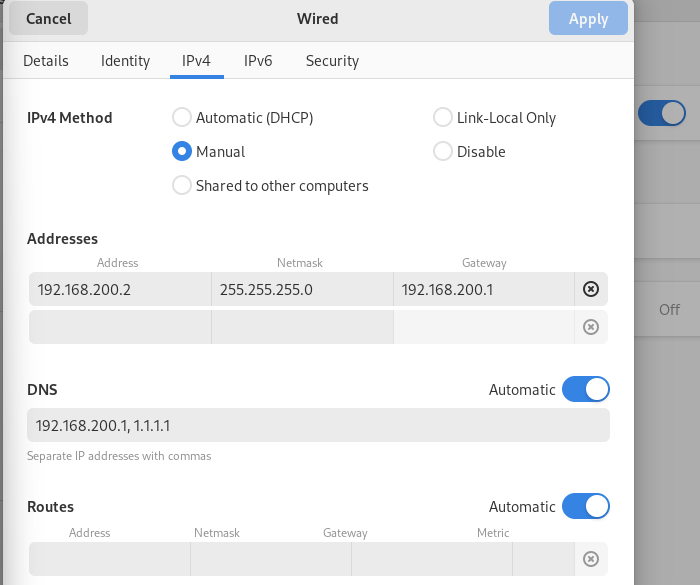 Cancel Wired Apply
Details Identity IPv4 IPv6 Security
IPv4 Method Automatic (DHCP) Link-Local Only
Manual Disable
Shared to other computers
Addresses
Address Netmask Gateway
192.168.200.2 255.255.255.0 192.168.200.1
Off
DNS Automatic
192.168.200.1, 1.1.1.1
Separate IP addresses with commas
Routes Automatic
Address Netmask Gateway Metric